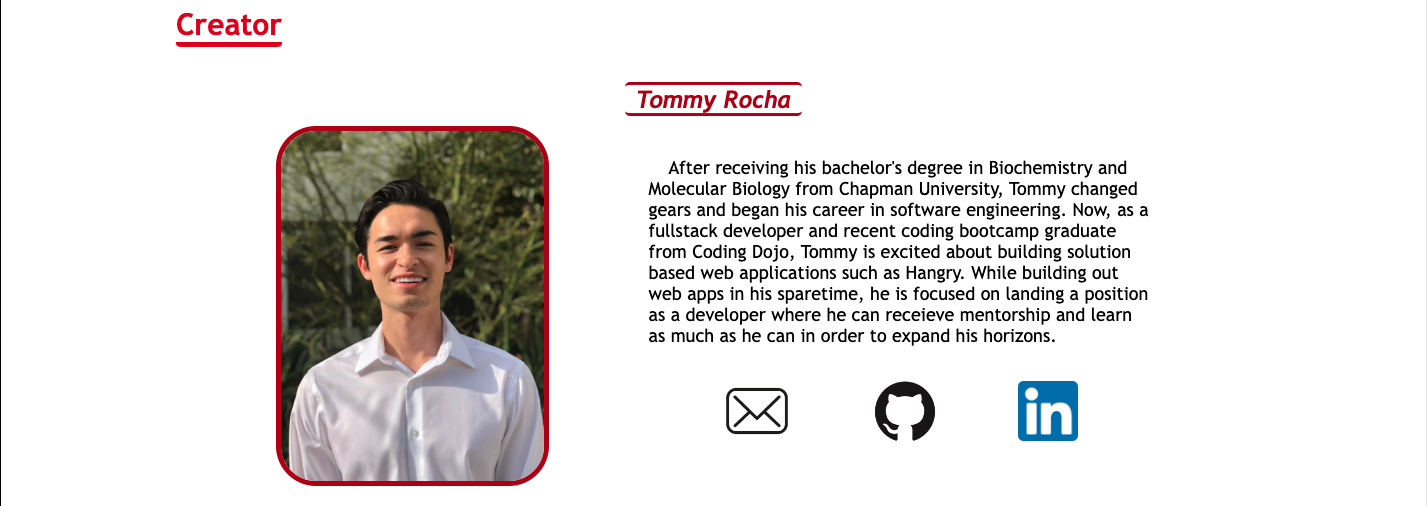 Creator
Tommy Rocha
After receiving his bachelor's degree in Biochemistry and
Molecular Biology from Chapman University, Tommy changed
gears and began his career in software engineering. Now, as a
fullstack developer and recent coding bootcamp graduate
from Coding Dojo, Tommy is excited about building solution
based web applications such as Hangry. While building out
web apps in his sparetime, he is focused on landing a position
as a developer where he can receieve mentorship and learn
as much as he can in order to expand his horizons.
in